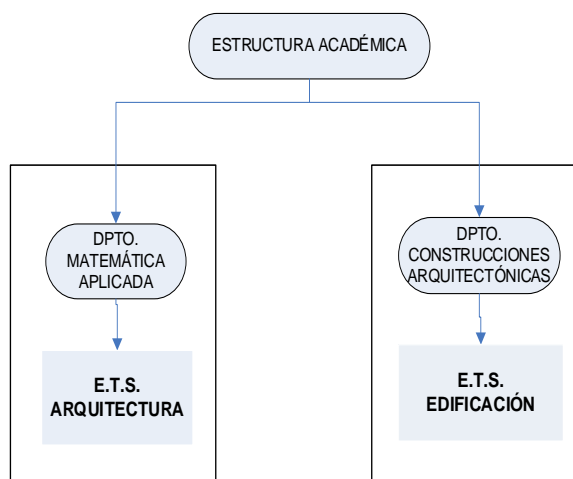 ESTRUCTURA ACADÉMICA
DPTO.
MATEMÁTICA
APLICADA
E.T.S.
ARQUITECTURA
DPTO.
CONSTRUCCIONES
ARQUITECTÓNICAS
E.T.S.
EDIFICACIÓN